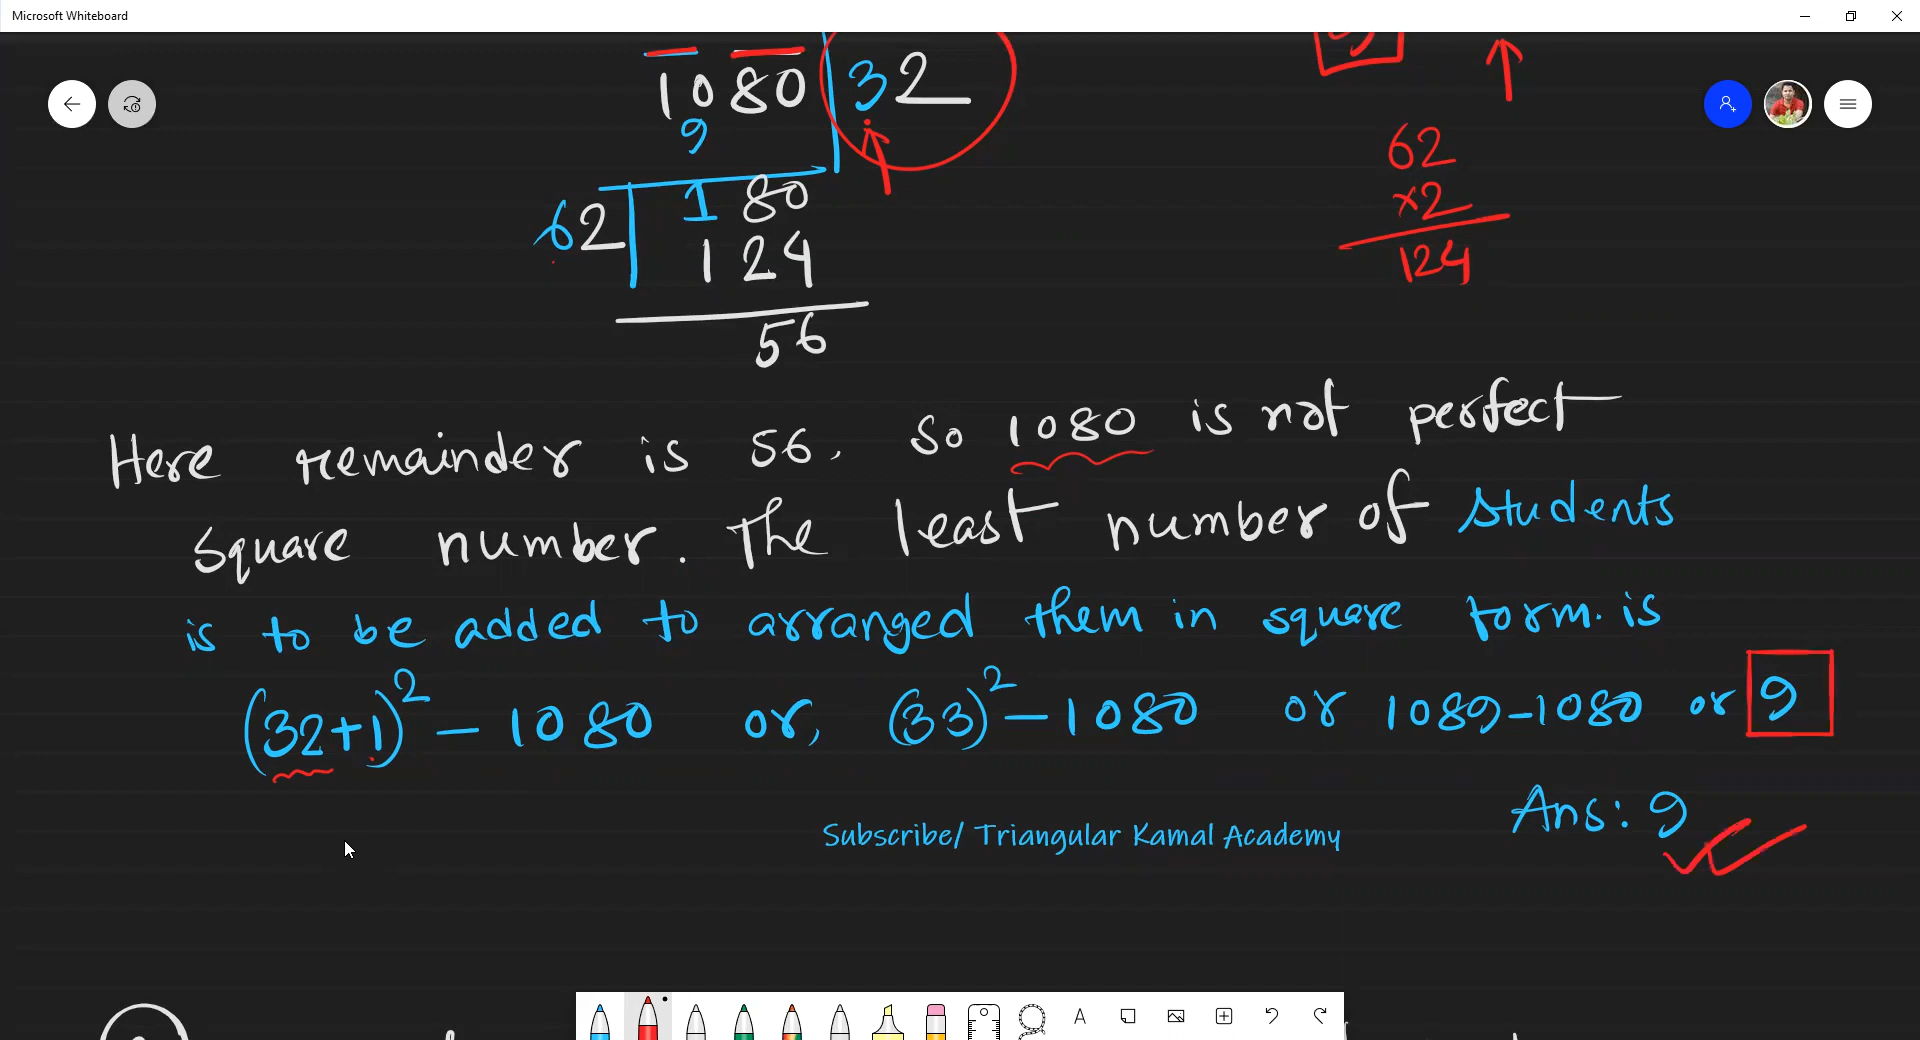 Microsoft Whiteboard
1080 32
9
62 180
124
56
62
×2
124
Here remainder is 56. So 1080 is not perfect
square number. The least number of students
is to be added to arranged them in square form. is
(32+1)² - 1080 or, (33)² - 1080 or 1089-1080 or 9
Ans: 9
Subscribe/ Triangular Kamal Academy